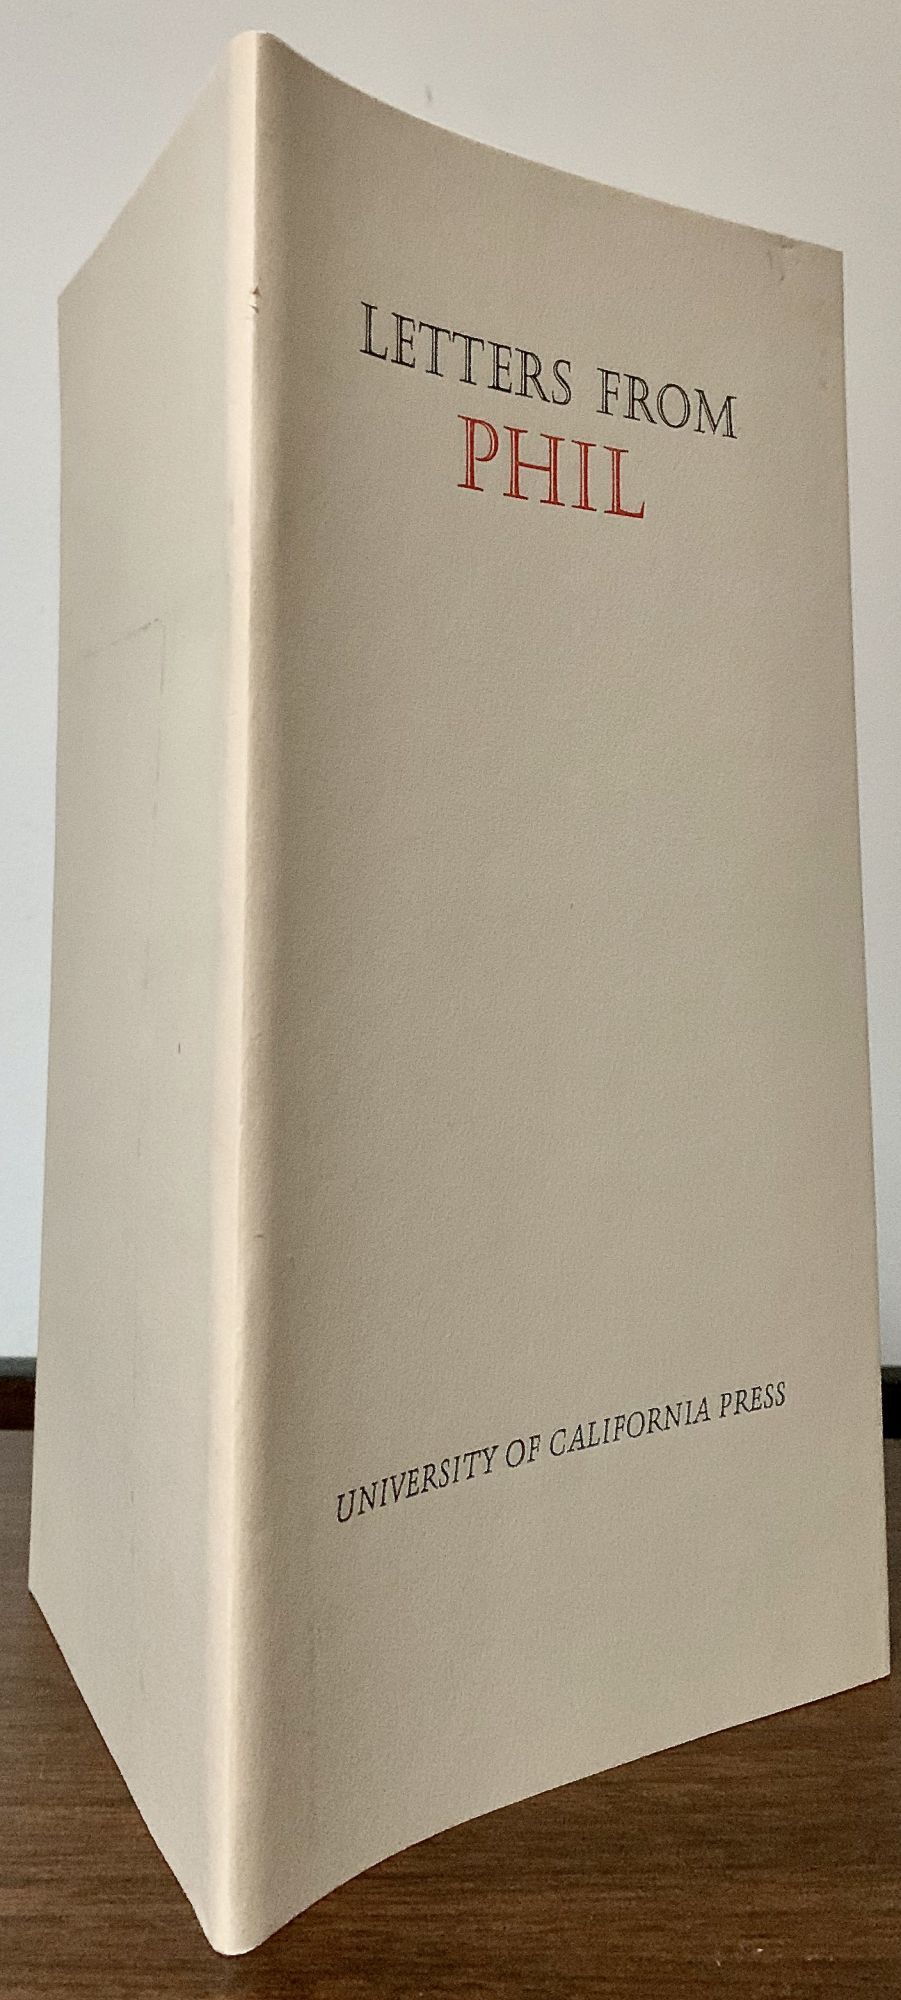 LETTERS FROM
PHIL
UNIVERSITY OF CALIFORNIA PRESS